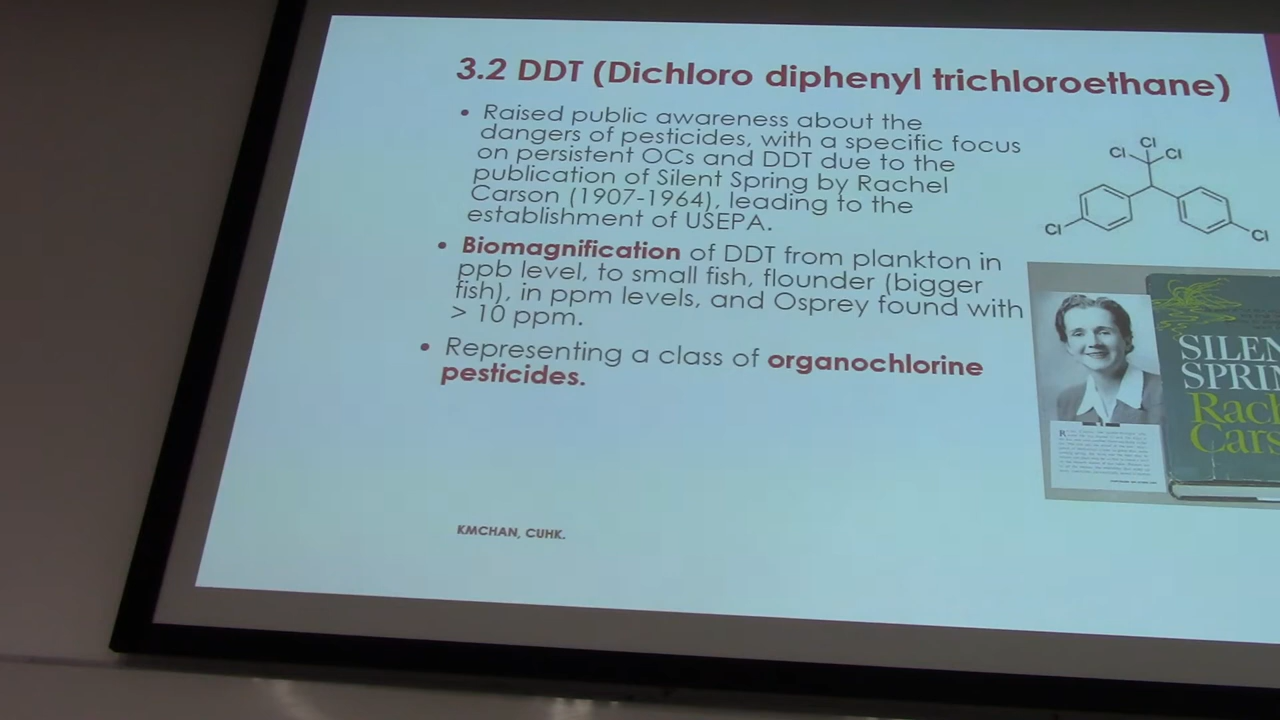 3.2 DDT (Dichloro diphenyl trichloroethane)
• Raised public awareness about the
dangers of pesticides, with a specific focus
on persistent OCs and DDT due to the
publication of Silent Spring by Rachel
Carson (1907-1964), leading to the
establishment of USEPA.
• Biomagnification of DDT from plankton in
ppb level, to small fish, flounder (bigger
fish), in ppm levels, and Osprey found with
> 10 ppm.
• Representing a class of organochlorine
pesticides.
Cl
Cl Cl
Cl Cl
SILEN
SPRIN
Rach
Cars
KMCHAN, CUHK.